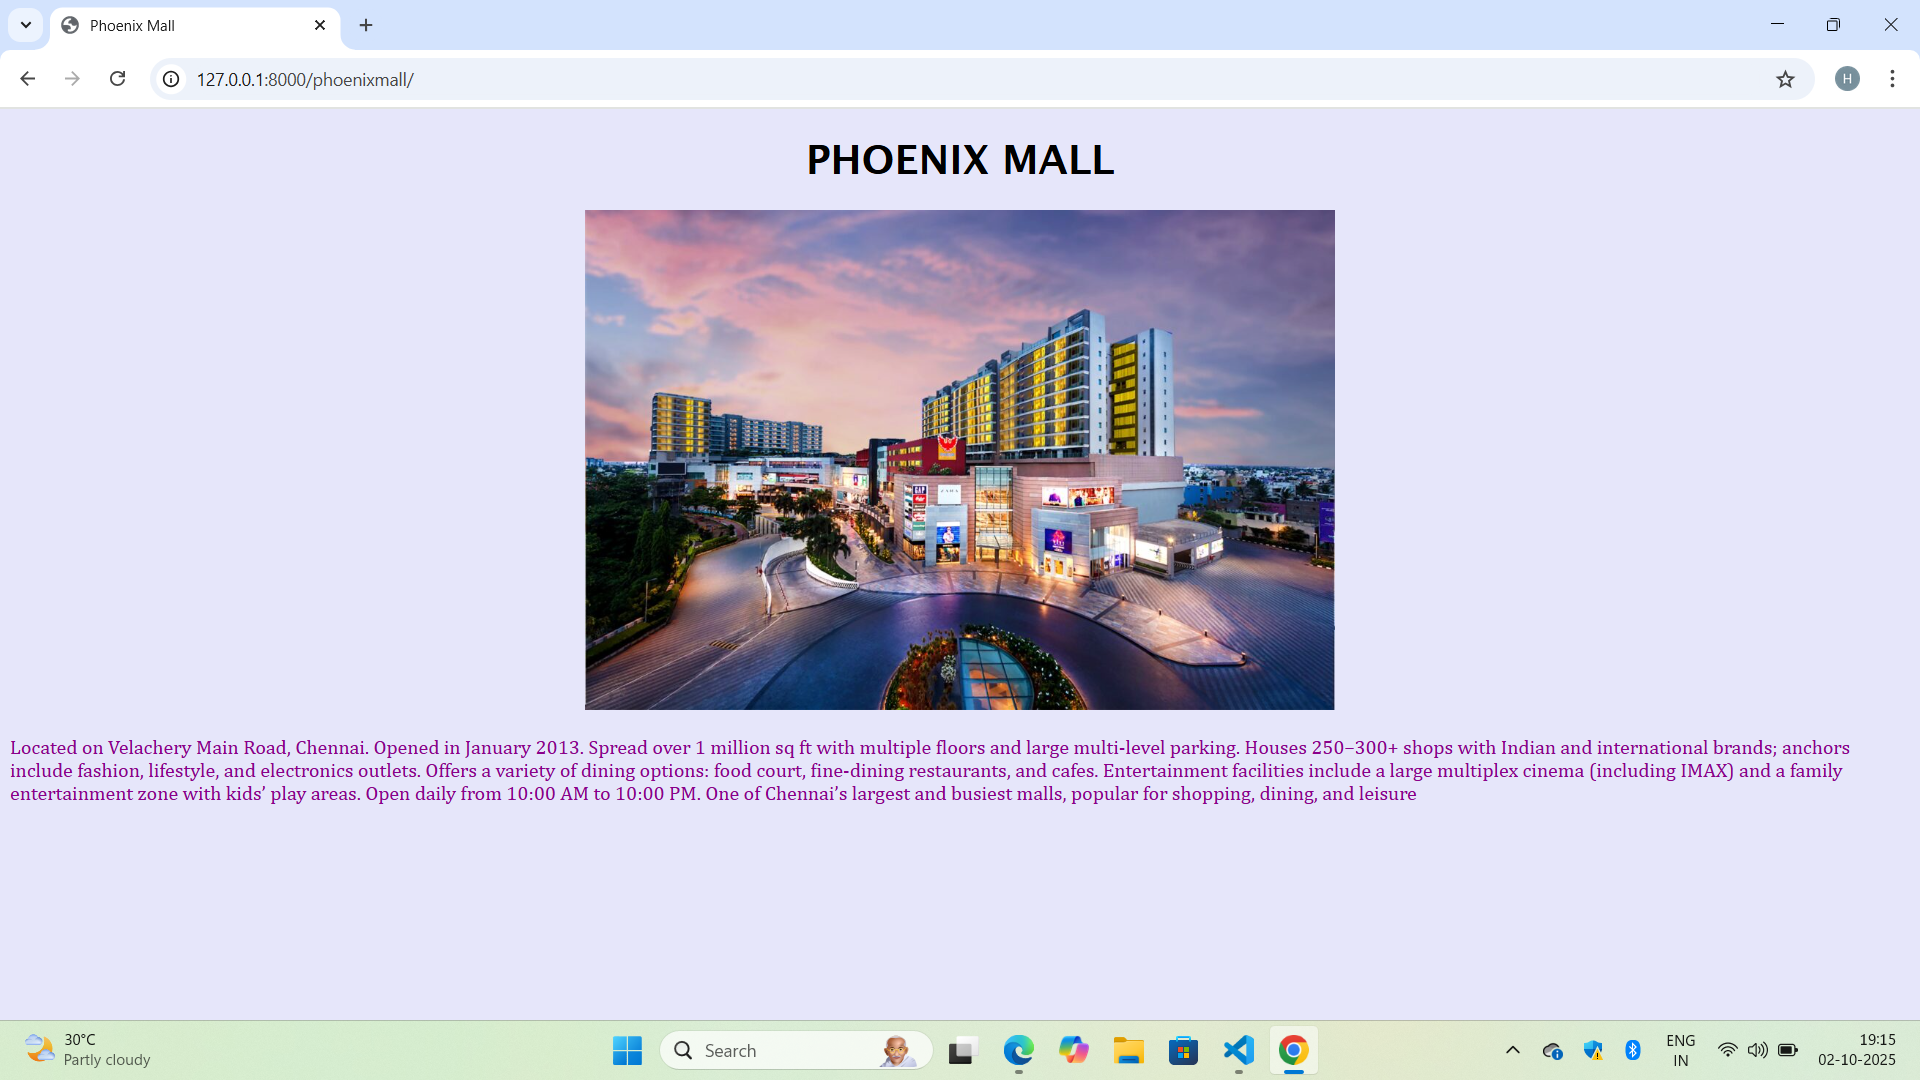 Phoenix Mall
127.0.0.1:8000/phoenixmall/
H
PHOENIX MALL
GAP
ZARA
Located on Velachery Main Road, Chennai. Opened in January 2013. Spread over 1 million sq ft with multiple floors and large multi-level parking. Houses 250–300+ shops with Indian and international brands; anchors
include fashion, lifestyle, and electronics outlets. Offers a variety of dining options: food court, fine-dining restaurants, and cafes. Entertainment facilities include a large multiplex cinema (including IMAX) and a family
entertainment zone with kids’ play areas. Open daily from 10:00 AM to 10:00 PM. One of Chennai’s largest and busiest malls, popular for shopping, dining, and leisure
30°C
Partly cloudy
Search
ENG
IN
19:15
02-10-2025